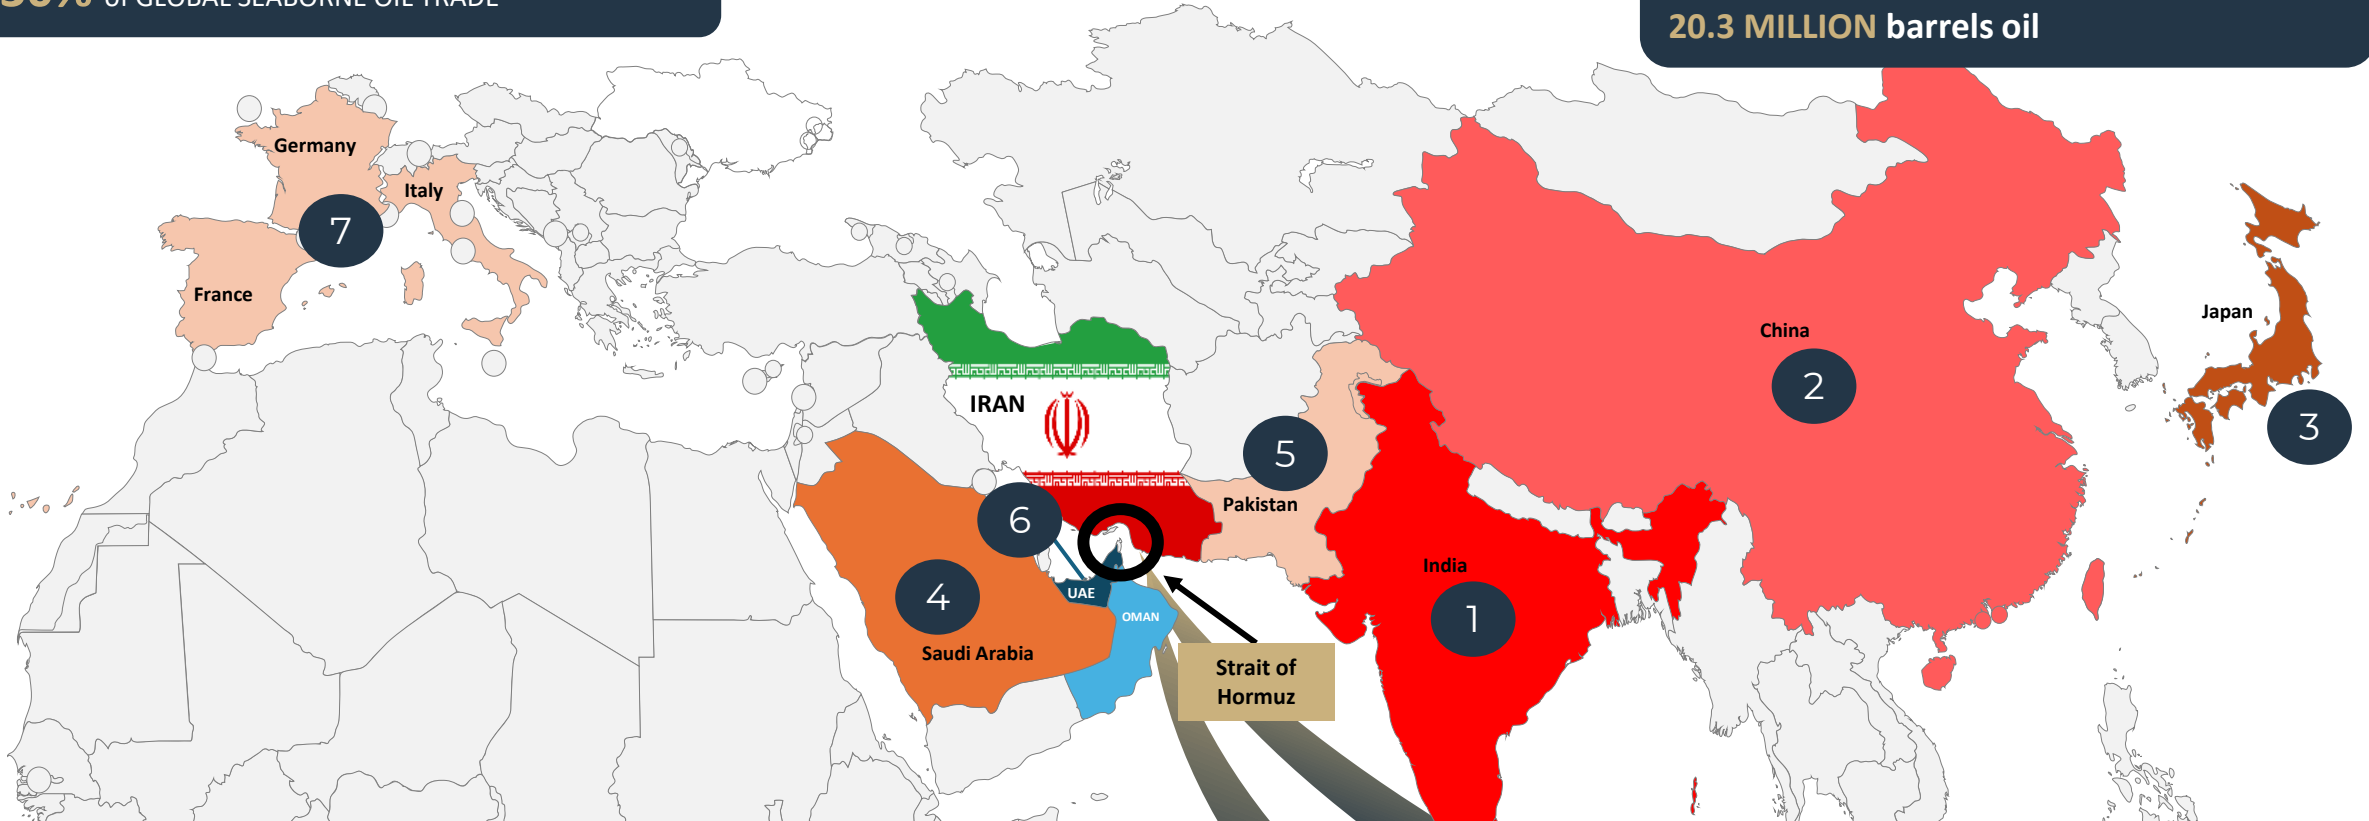 of GLOBAL SEABORNE OIL TRADE
20.3 MILLION barrels oil
Germany
Italy
7
France
IRAN
China
2
Japan
3
5
Pakistan
6
India
1
4
UAE
OMAN
Saudi Arabia
Strait of
Hormuz